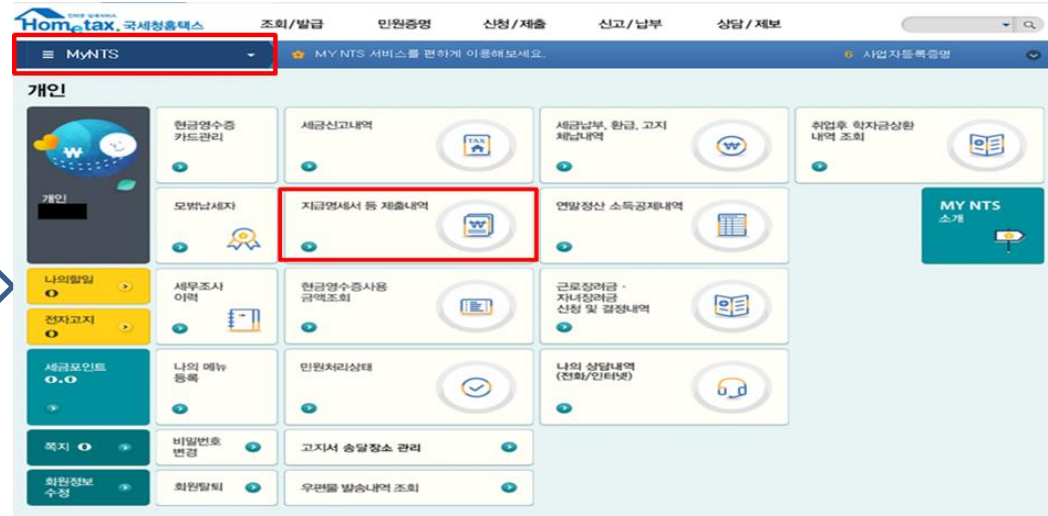 Hometax. 국세청홈택스
조회/발급 민원증명 신청/제출 신고/납부 상담/제보
MyNTS
MY NTS 서비스를 편하게 이용해보세요.
6 사업자등록증명
개인
개인
현금영수증
카드관리
세금신고내역
TAX
세금납부, 환급, 고지
체납내역
취업후 학자금상환
내역 조회
모범납세자
지급명세서 등 제출내역
연말정산 소득공제내역
MY NTS
소개
나의할일
0
전자고지
0
세무조사
이력
현금영수증사용
금액조회
근로장려금 ·
자녀장려금
신청 및 결정내역
세금포인트
0.0
나의 메뉴
등록
민원처리상태
나의 상담내역
(전화/인터넷)
쪽지 0
비밀번호
변경
고지서 송달장소 관리
회원정보
수정
회원탈퇴
우편물 발송내역 조회